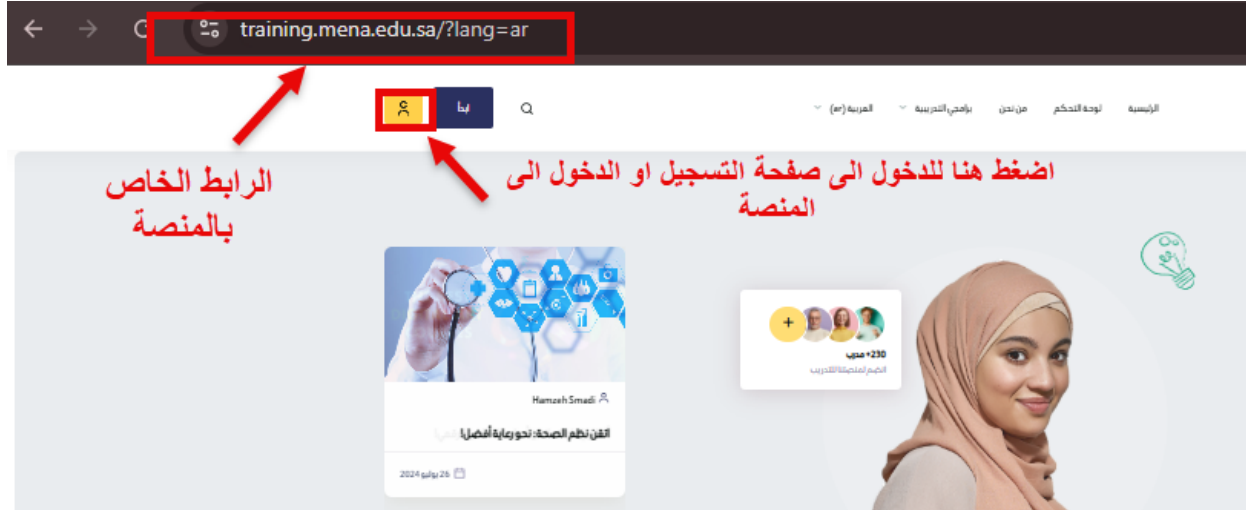 training.mena.edu.sa/?lang=ar
الرئيسية لوحة التحكم من نحن برامجي التدريبية العربية (ar) ابدأ
اضغط هنا للدخول الى صفحة التسجيل او الدخول الى
المنصة
الرابط الخاص
بالمنصة
230+ مدرب
انضم لمنصتنا للتدريب
Hamzeh Smadi
اتقن نظم الصحة: نحو رعاية أفضل!
26 يوليو 2024